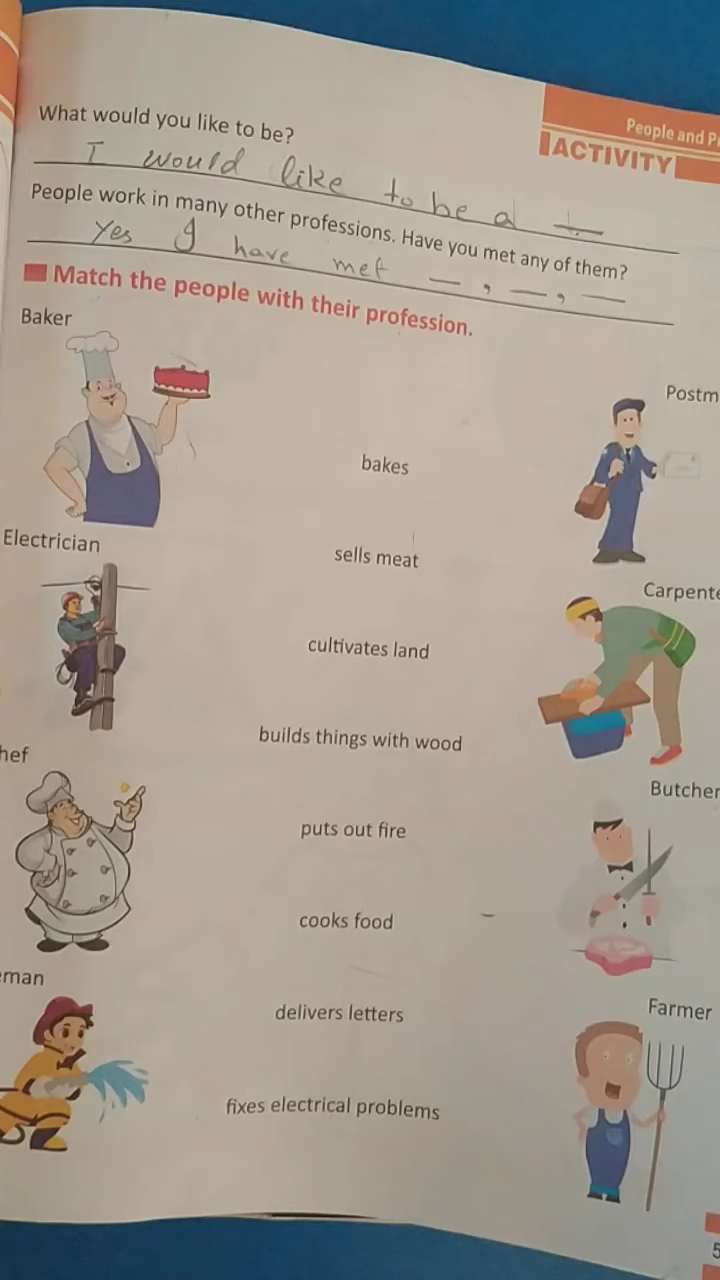 People and P
ACTIVITY
What would you like to be?
I would like to be a —
People work in many other professions. Have you met any of them?
Yes I have met —, —, —
Match the people with their profession.
Baker
Postm
bakes
Electrician
sells meat
Carpente
cultivates land
builds things with wood
hef
Butcher
puts out fire
cooks food
eman
Farmer
delivers letters
fixes electrical problems
5